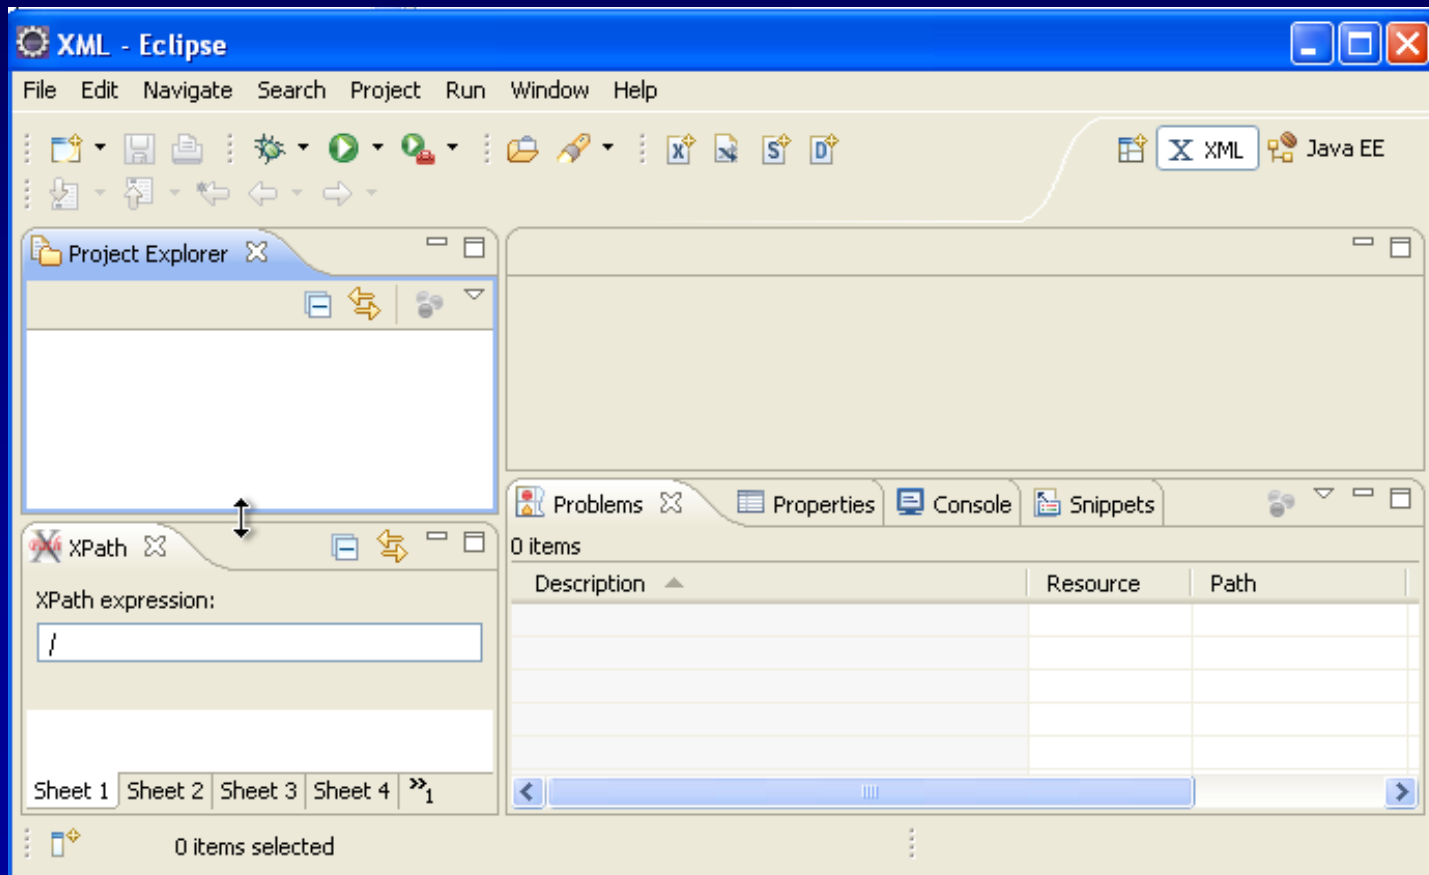 XML - Eclipse
File Edit Navigate Search Project Run Window Help
XML Java EE
Project Explorer
XPath
XPath expression:
/
Sheet 1 Sheet 2 Sheet 3 Sheet 4 »1
Problems Properties Console Snippets
0 items
Description Resource Path
0 items selected